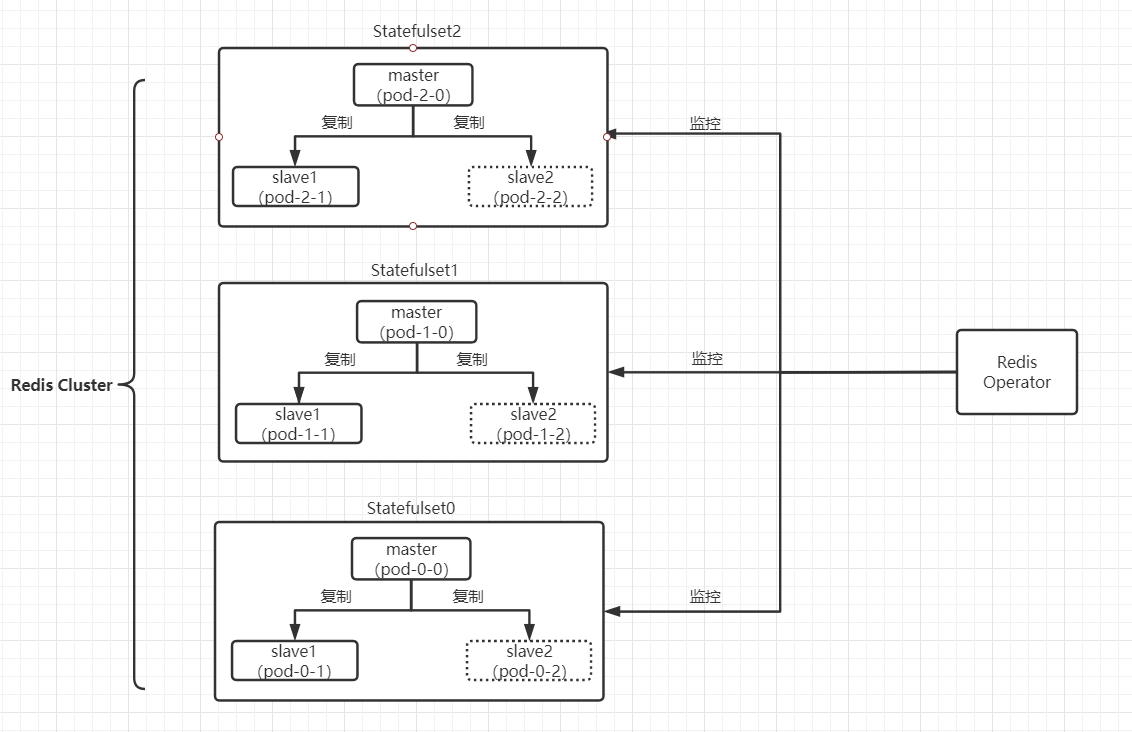 Statefulset2
master
(pod-2-0)
复制
复制
监控
slave1
(pod-2-1)
slave2
(pod-2-2)
Statefulset1
master
(pod-1-0)
复制
复制
监控
Redis
Operator
Redis Cluster
slave1
(pod-1-1)
slave2
(pod-1-2)
Statefulset0
master
(pod-0-0)
复制
复制
监控
slave1
(pod-0-1)
slave2
(pod-0-2)